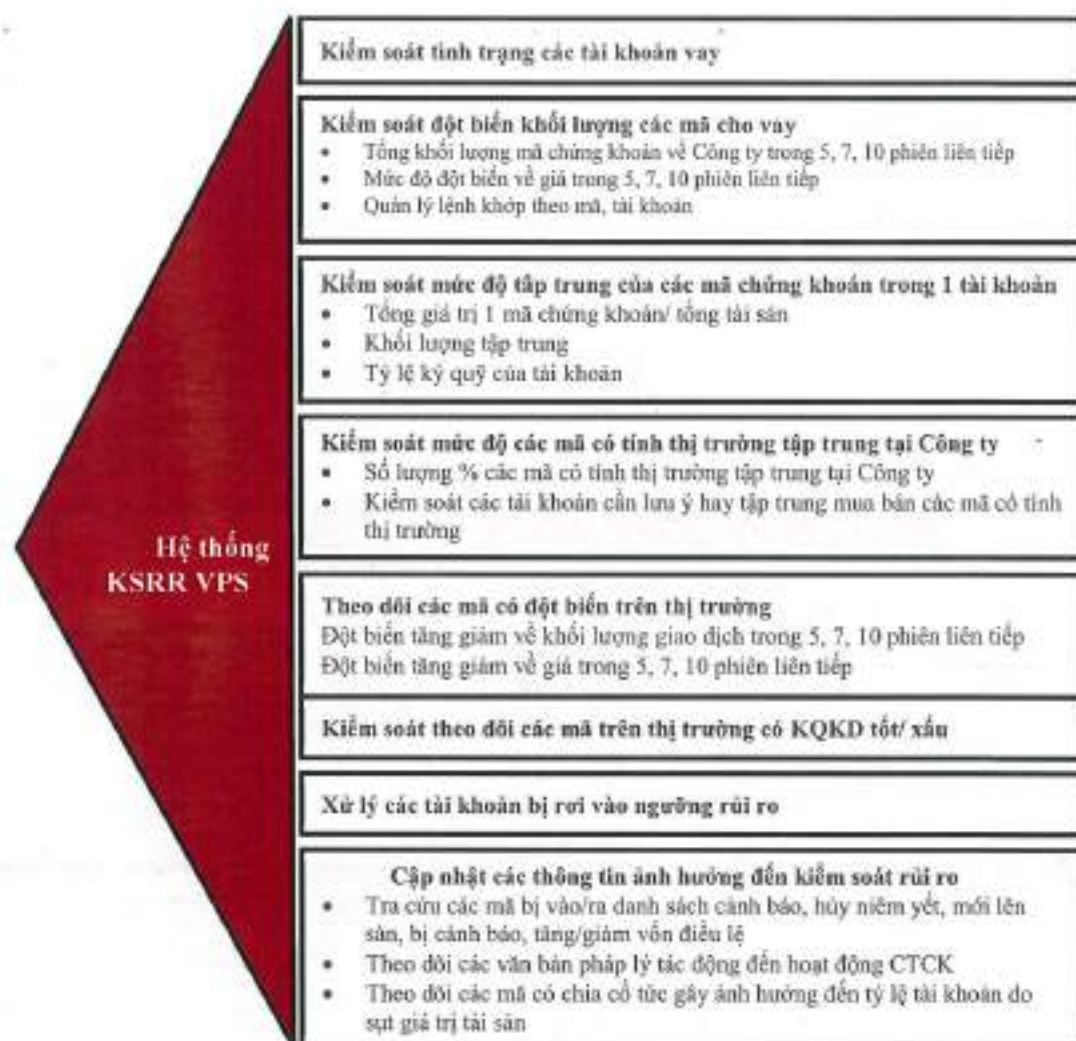 Kiểm soát tình trạng các tài khoản vay
Kiểm soát đột biến khối lượng các mã cho vay
• Tổng khối lượng mã chứng khoán về Công ty trong 5, 7, 10 phiên liên tiếp
• Mức độ đột biến về giá trong 5, 7, 10 phiên liên tiếp
• Quản lý lệnh khớp theo mã, tài khoản
Kiểm soát mức độ tập trung của các mã chứng khoán trong 1 tài khoản
• Tổng giá trị 1 mã chứng khoán/ tổng tài sản
• Khối lượng tập trung
• Tỷ lệ ký quỹ của tài khoản
Kiểm soát mức độ các mã có tính thị trường tập trung tại Công ty
• Số lượng % các mã có tính thị trường tập trung tại Công ty
• Kiểm soát các tài khoản cần lưu ý hay tập trung mua bán các mã có tính
thị trường
Hệ thống
KSRR VPS
Theo dõi các mã có đột biến trên thị trường
Đột biến tăng giảm về khối lượng giao dịch trong 5, 7, 10 phiên liên tiếp
Đột biến tăng giảm về giá trong 5, 7, 10 phiên liên tiếp
Kiểm soát theo dõi các mã trên thị trường có KQKD tốt/ xấu
Xử lý các tài khoản bị rơi vào ngưỡng rủi ro
Cập nhật các thông tin ảnh hưởng đến kiểm soát rủi ro
• Tra cứu các mã bị vào/ra danh sách cảnh báo, hủy niêm yết, mới lên
sàn, bị cảnh báo, tăng/giảm vốn điều lệ
• Theo dõi các văn bản pháp lý tác động đến hoạt động CTCK
• Theo dõi các mã có chia cổ tức gây ảnh hưởng đến tỷ lệ tài khoản do
sụt giá trị tài sản